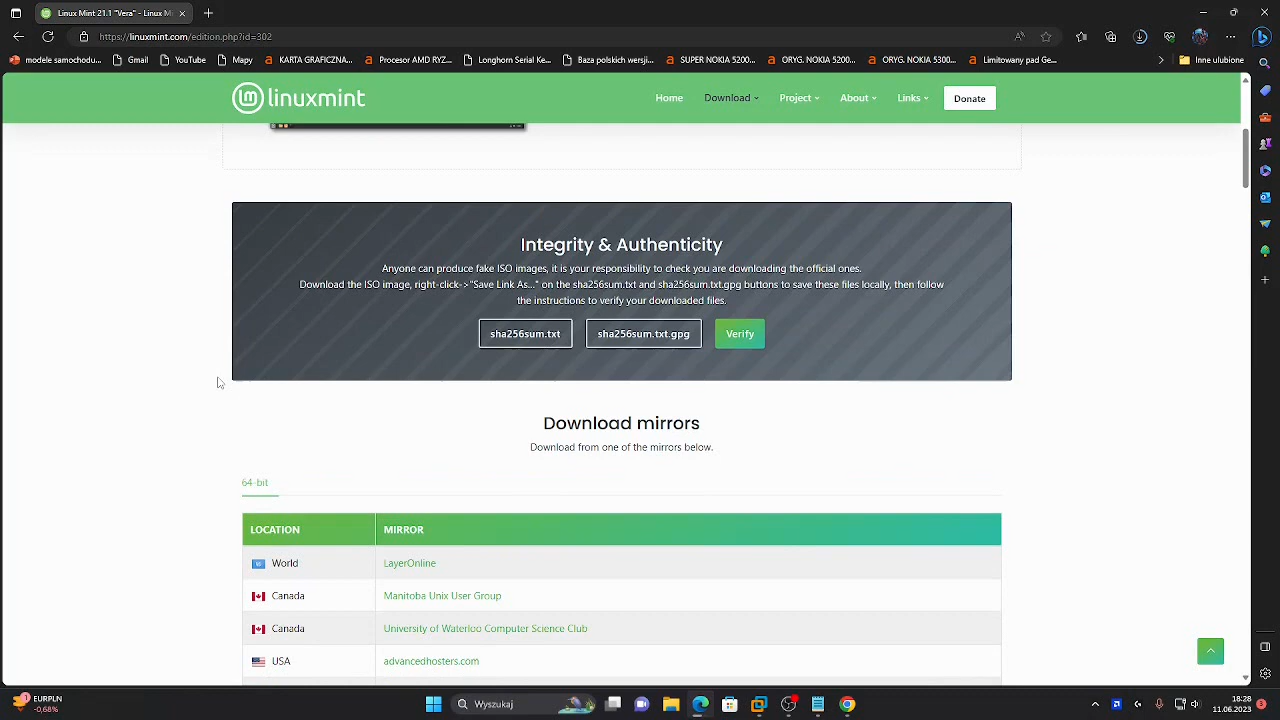 Linux Mint 21.1 "Vera" - Linux M
https://linuxmint.com/edition.php?id=302
modele samochodu...
Gmail
YouTube
Mapy
KARTA GRAFICZNA...
Procesor AMD RYZ...
Longhorn Serial Ke...
Baza polskich wersji...
SUPER NOKIA 5200...
ORYG. NOKIA 5200...
ORYG. NOKIA 5300...
Limitowany pad Ge...
Inne ulubione
linuxmint
Home
Download
Project
About
Links
Donate
Integrity & Authenticity
Anyone can produce fake ISO images, it is your responsibility to check you are downloading the official ones.
Download the ISO image, right-click->"Save Link As..." on the sha256sum.txt and sha256sum.txt.gpg buttons to save these files locally, then follow
the instructions to verify your downloaded files.
sha256sum.txt
sha256sum.txt.gpg
Verify
Download mirrors
Download from one of the mirrors below.
64-bit
LOCATION MIRROR
World LayerOnline
Canada Manitoba Unix User Group
Canada University of Waterloo Computer Science Club
USA advancedhosters.com
EURPLN
-0.68%
Wyszukaj
18:28
11.06.2023